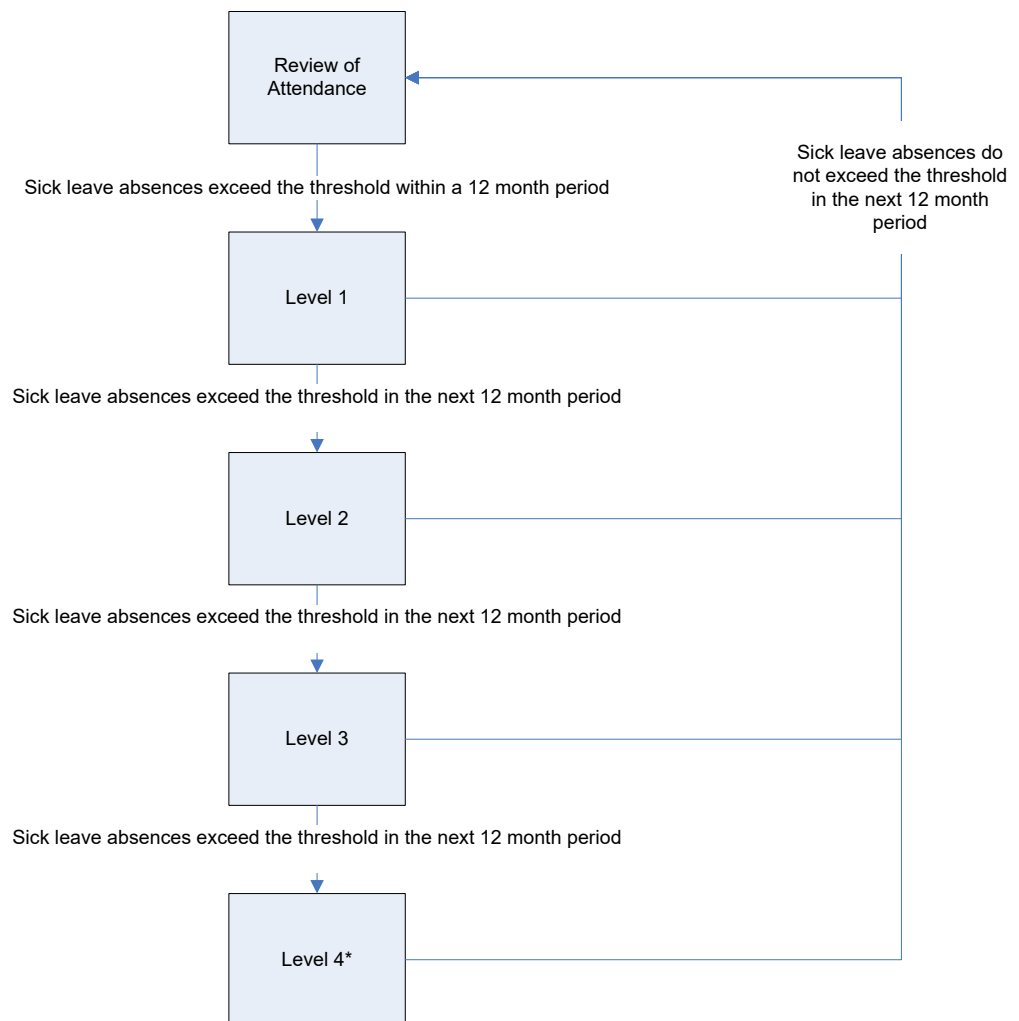 Review of
Attendance
Sick leave absences do
not exceed the threshold
in the next 12 month
period
Sick leave absences exceed the threshold within a 12 month period
Level 1
Sick leave absences exceed the threshold in the next 12 month period
Level 2
Sick leave absences exceed the threshold in the next 12 month period
Level 3
Sick leave absences exceed the threshold in the next 12 month period
Level 4*